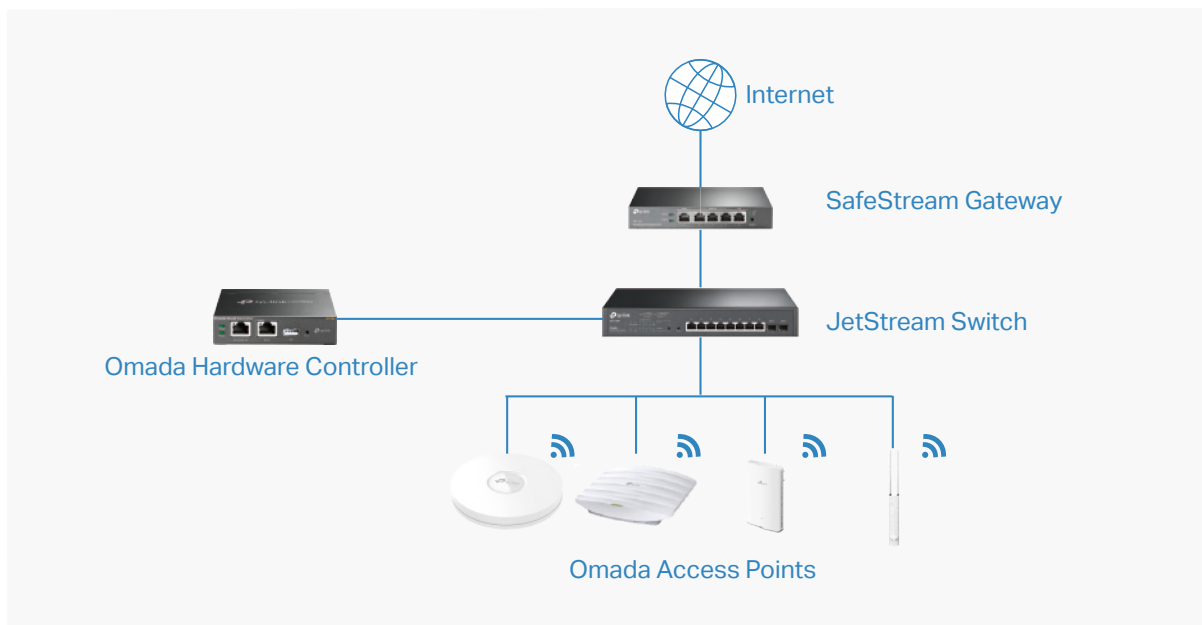 Internet
SafeStream Gateway
JetStream Switch
Omada Hardware Controller
Omada Access Points